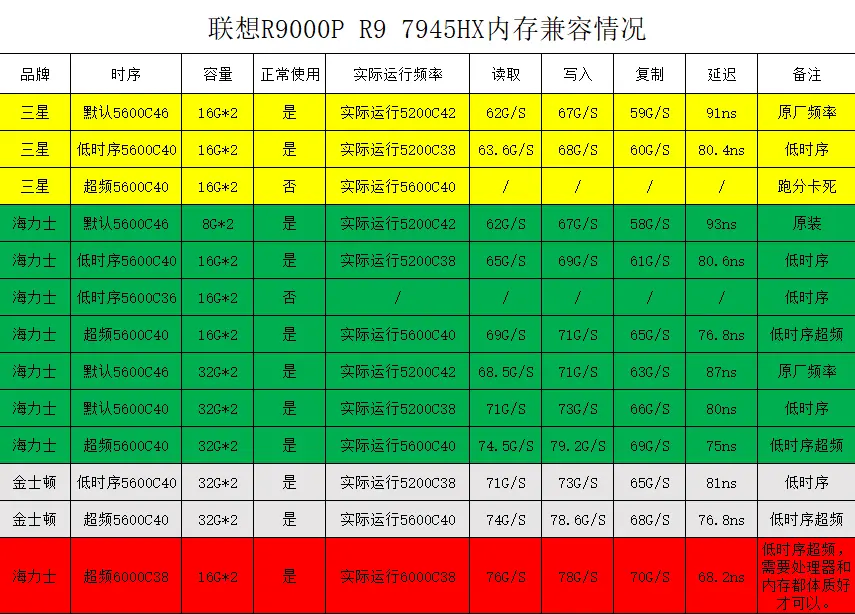 联想R9000P R9 7945HX内存兼容情况
品牌 时序 容量 正常使用 实际运行频率 读取 写入 复制 延迟 备注
三星 默认5600C46 16G*2 是 实际运行5200C42 62G/S 67G/S 59G/S 91ns 原厂频率
三星 低时序5600C40 16G*2 是 实际运行5200C38 63.6G/S 68G/S 60G/S 80.4ns 低时序
三星 超频5600C40 16G*2 否 实际运行5600C40 / / / / 跑分卡死
海力士 默认5600C46 8G*2 是 实际运行5200C42 62G/S 67G/S 58G/S 93ns 原装
海力士 低时序5600C40 16G*2 是 实际运行5200C38 65G/S 69G/S 61G/S 80.6ns 低时序
海力士 低时序5600C36 16G*2 否 / / / / / 低时序
海力士 超频5600C40 16G*2 是 实际运行5600C40 69G/S 71G/S 65G/S 76.8ns 低时序超频
海力士 默认5600C46 32G*2 是 实际运行5200C42 68.5G/S 71G/S 63G/S 87ns 原厂频率
海力士 默认5600C40 32G*2 是 实际运行5200C38 71G/S 73G/S 66G/S 80ns 低时序
海力士 超频5600C40 32G*2 是 实际运行5600C40 74.5G/S 79.2G/S 69G/S 75ns 低时序超频
金士顿 低时序5600C40 32G*2 是 实际运行5200C38 71G/S 73G/S 65G/S 81ns 低时序
金士顿 超频5600C40 32G*2 是 实际运行5600C40 74G/S 78.6G/S 68G/S 76.8ns 低时序超频
海力士 超频6000C38 16G*2 是 实际运行6000C38 76G/S 78G/S 70G/S 68.2ns 低时序超频，
需要处理器和
内存都体质好
才可以。